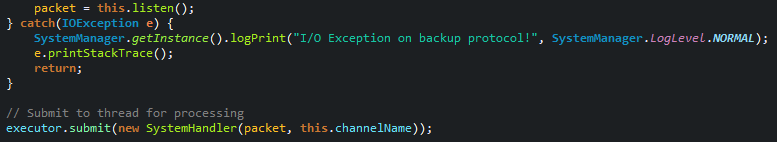 packet = this.listen();
} catch(IOException e) {
SystemManager.getInstance().logPrint("I/O Exception on backup protocol!", SystemManager.LogLevel.NORMAL);
e.printStackTrace();
return;
}
// Submit to thread for processing
executor.submit(new SystemHandler(packet, this.channelName));